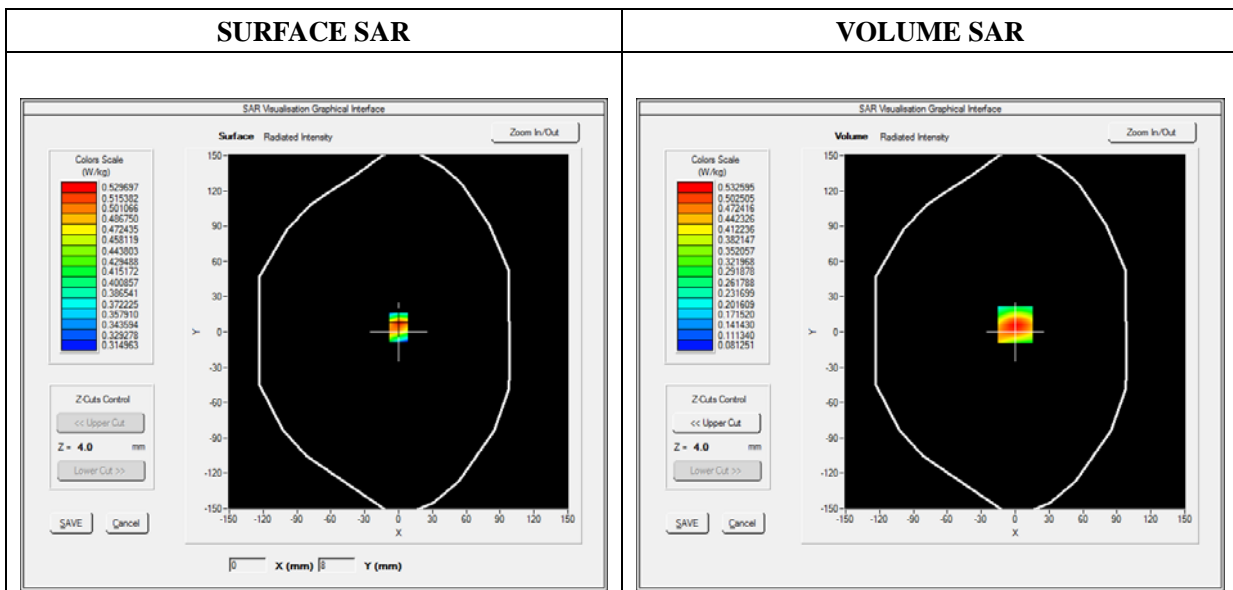 SURFACE SAR
SAR Visualisation Graphical Interface
Surface Radiated Intensity
Zoom In/Out
Colors Scale
(W/kg)
0.529697
0.515382
0.501066
0.486750
0.472435
0.458119
0.443803
0.429488
0.415172
0.400857
0.386541
0.372225
0.357910
0.343594
0.329278
0.314963
Z-Cuts Control
<< Upper Cut
Z = 4.0 mm
Lower Cut >>
SAVE Cancel
150
120
90
60
30
0
-30
-60
-90
-120
-150
Y
-150 -120 -90 -60 -30 0 30 60 90 120 150
X
0 X (mm) 8 Y (mm)
VOLUME SAR
SAR Visualisation Graphical Interface
Volume Radiated Intensity
Zoom In/Out
Colors Scale
(W/kg)
0.532595
0.502505
0.472416
0.442326
0.412236
0.382147
0.352057
0.321968
0.291878
0.261788
0.231699
0.201609
0.171520
0.141430
0.111340
0.081251
Z-Cuts Control
<< Upper Cut
Z = 4.0 mm
Lower Cut >>
SAVE Cancel
150
120
90
60
30
0
-30
-60
-90
-120
-150
Y
-150 -120 -90 -60 -30 0 30 60 90 120 150
X